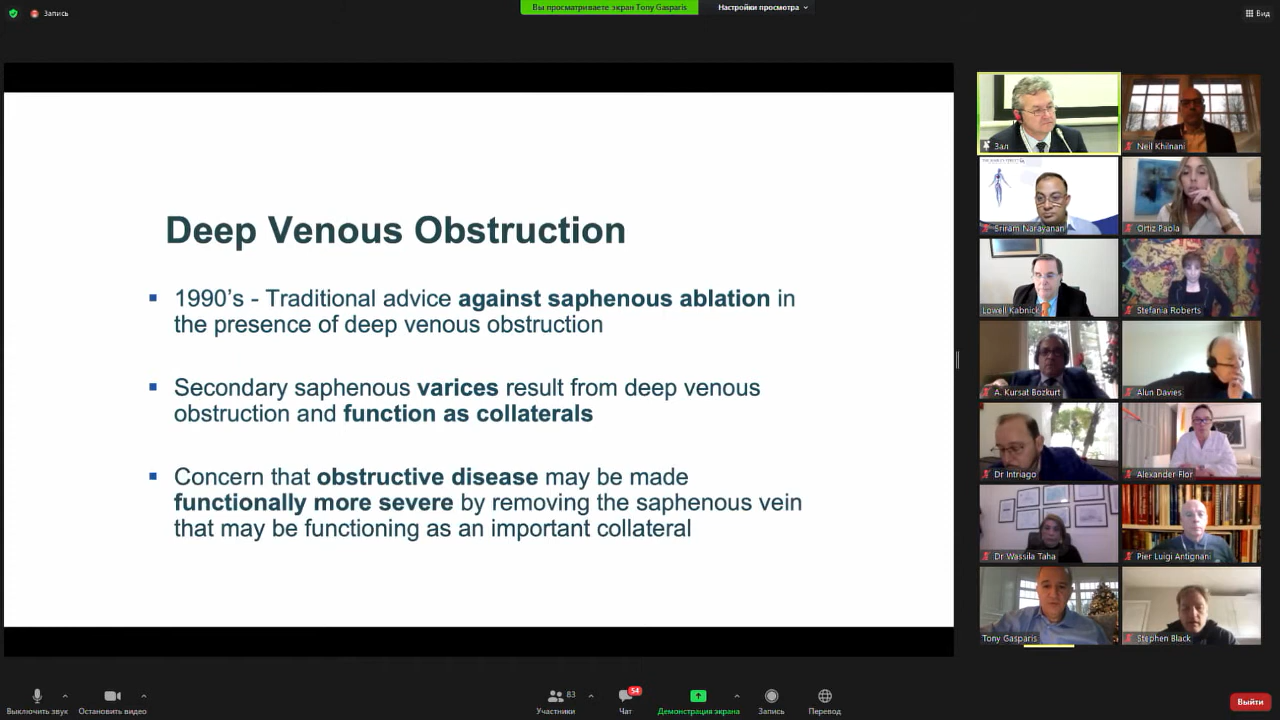 Запись
Вы просматриваете экран Tony Gasparis
Настройки просмотра
Вид
Deep Venous Obstruction
1990's - Traditional advice against saphenous ablation in
the presence of deep venous obstruction
Secondary saphenous varices result from deep venous
obstruction and function as collaterals
Concern that obstructive disease may be made
functionally more severe by removing the saphenous vein
that may be functioning as an important collateral
Зал
Neil Khilnani
Sriram Narayanan
Ortiz Paola
Lowell Kabnick
Stefania Roberts
A. Kursat Bozkurt
Alun Davies
Dr Intriago
Alexander Flor
Dr Wassila Taha
Pier Luigi Antignani
Tony Gasparis
Stephen Black
Выключить звук
Остановить видео
83
Участники
54
Чат
Демонстрация экрана
Запись
Перевод
Выйти